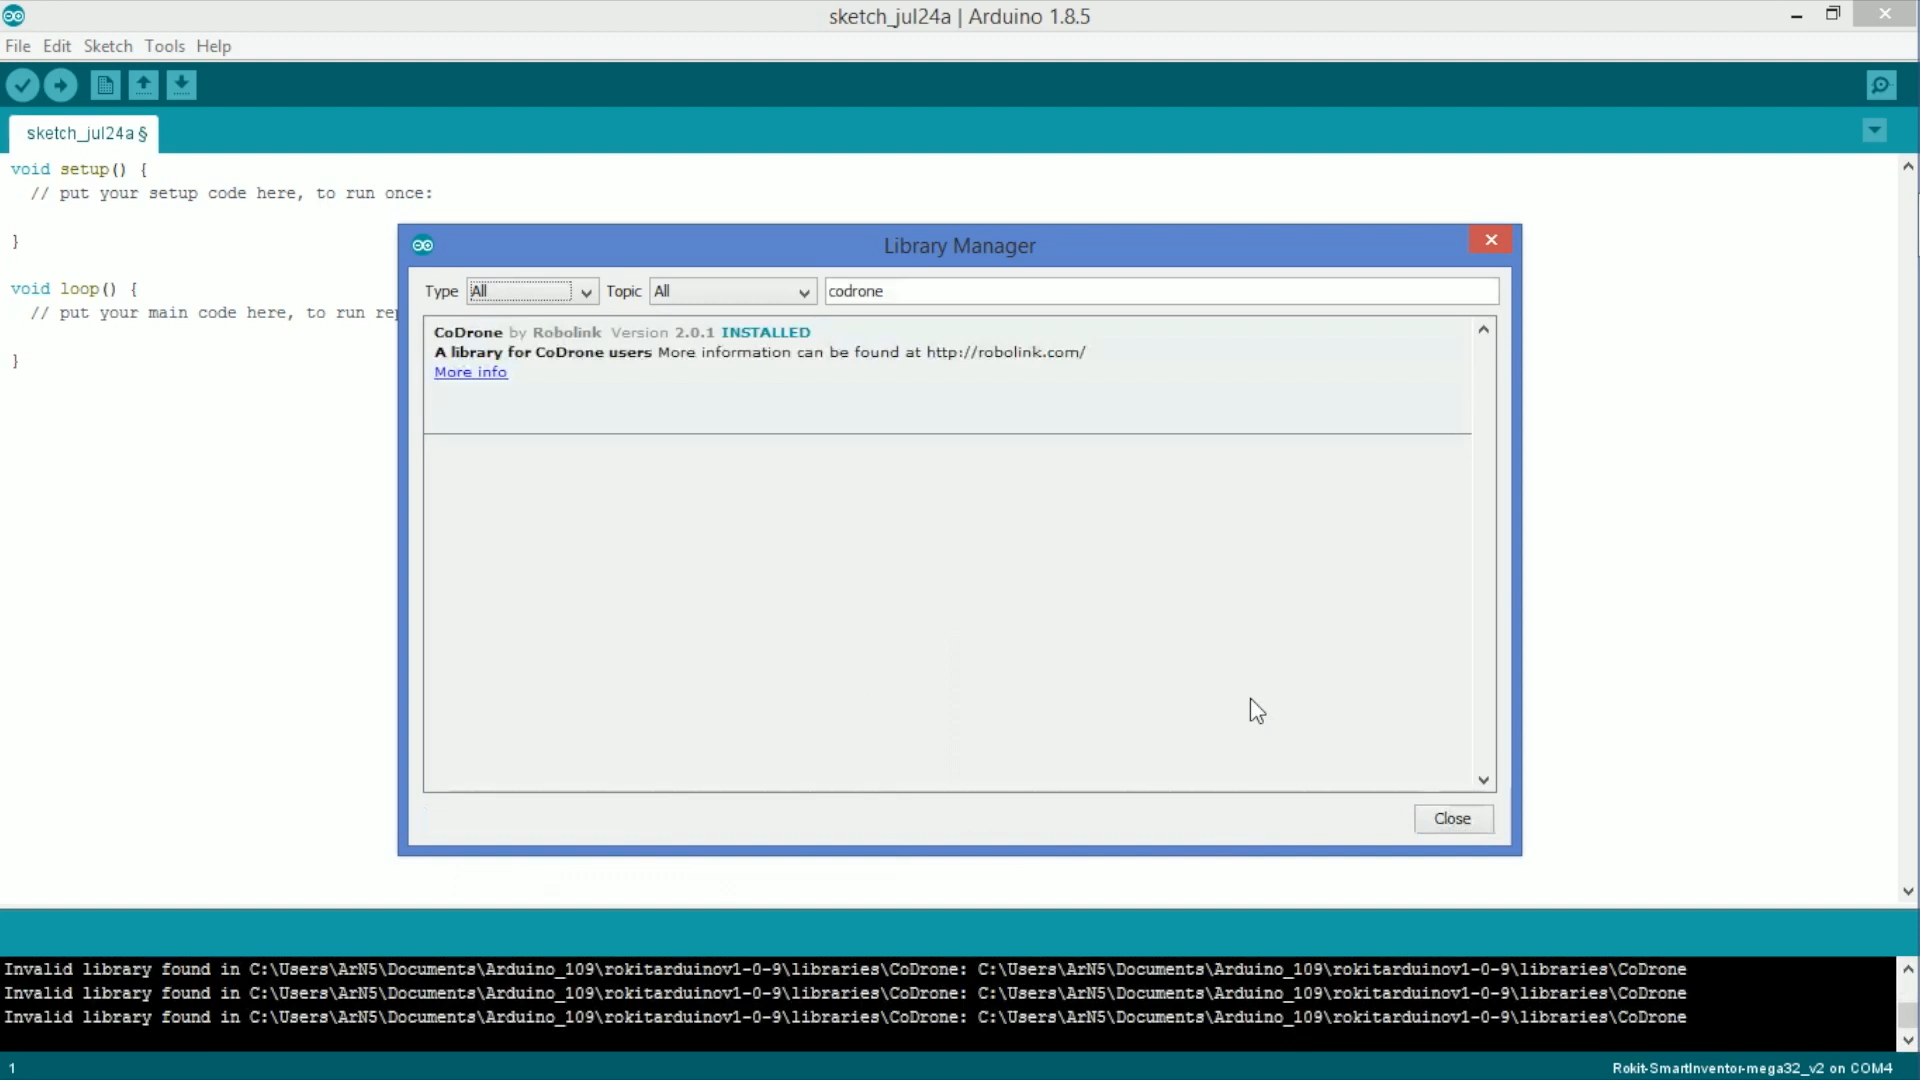 sketch_jul24a | Arduino 1.8.5
File Edit Sketch Tools Help
sketch_jul24a §
void setup() {
// put your setup code here, to run once:
}
void loop() {
// put your main code here, to run rep
}
Library Manager
Type All Topic All codrone
CoDrone by Robolink Version 2.0.1 INSTALLED
A library for CoDrone users More information can be found at http://robolink.com/
More info
Close
Invalid library found in C:\Users\ArN5\Documents\Arduino_109\rokitarduinov1-0-9\libraries\CoDrone: C:\Users\ArN5\Documents\Arduino_109\rokitarduinov1-0-9\libraries\CoDrone
Invalid library found in C:\Users\ArN5\Documents\Arduino_109\rokitarduinov1-0-9\libraries\CoDrone: C:\Users\ArN5\Documents\Arduino_109\rokitarduinov1-0-9\libraries\CoDrone
Invalid library found in C:\Users\ArN5\Documents\Arduino_109\rokitarduinov1-0-9\libraries\CoDrone: C:\Users\ArN5\Documents\Arduino_109\rokitarduinov1-0-9\libraries\CoDrone
1 Rokit-SmartInventor-mega32_v2 on COM4